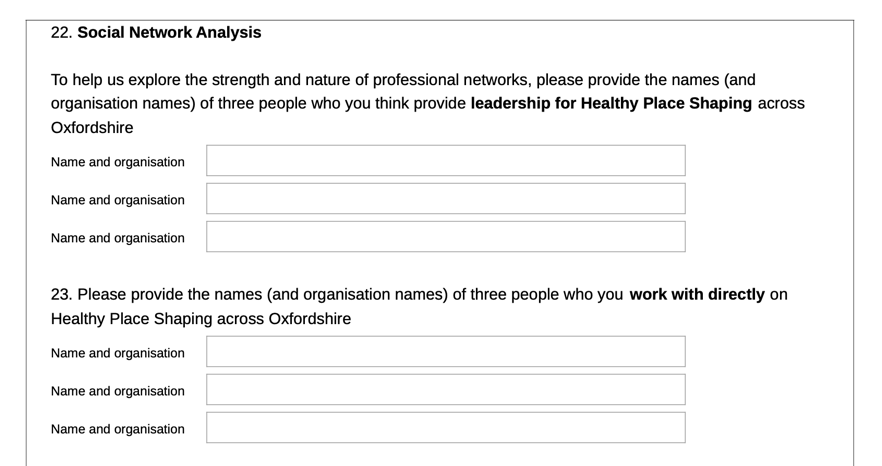 22. Social Network Analysis
To help us explore the strength and nature of professional networks, please provide the names (and
organisation names) of three people who you think provide leadership for Healthy Place Shaping across
Oxfordshire
Name and organisation
Name and organisation
Name and organisation
23. Please provide the names (and organisation names) of three people who you work with directly on
Healthy Place Shaping across Oxfordshire
Name and organisation
Name and organisation
Name and organisation